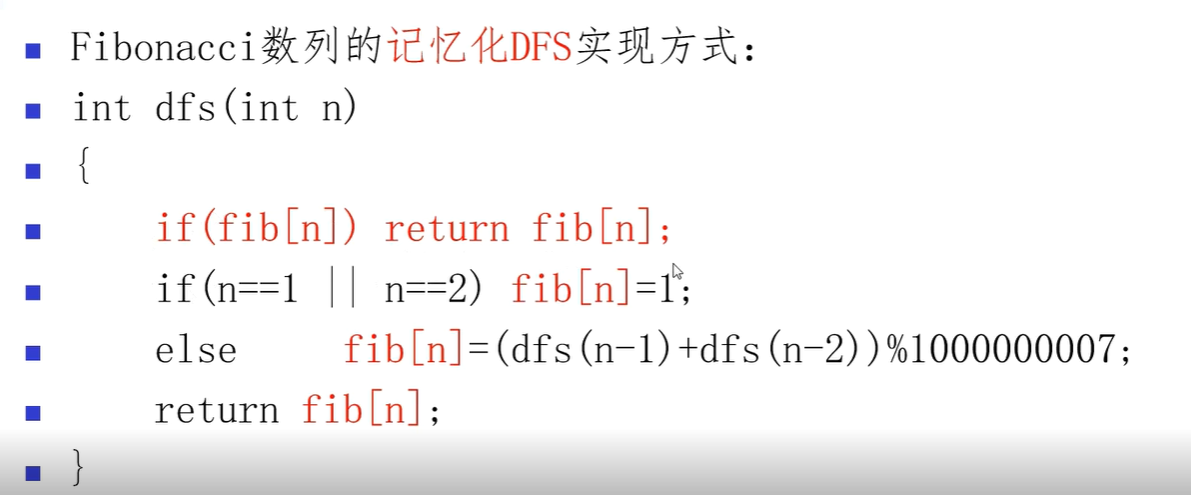 Fibonacci数列的记忆化DFS实现方式：
int dfs(int n)
{
if(fib[n]) return fib[n];
if(n==1 || n==2) fib[n]=1;
else fib[n]=(dfs(n-1)+dfs(n-2))%1000000007;
return fib[n];
}